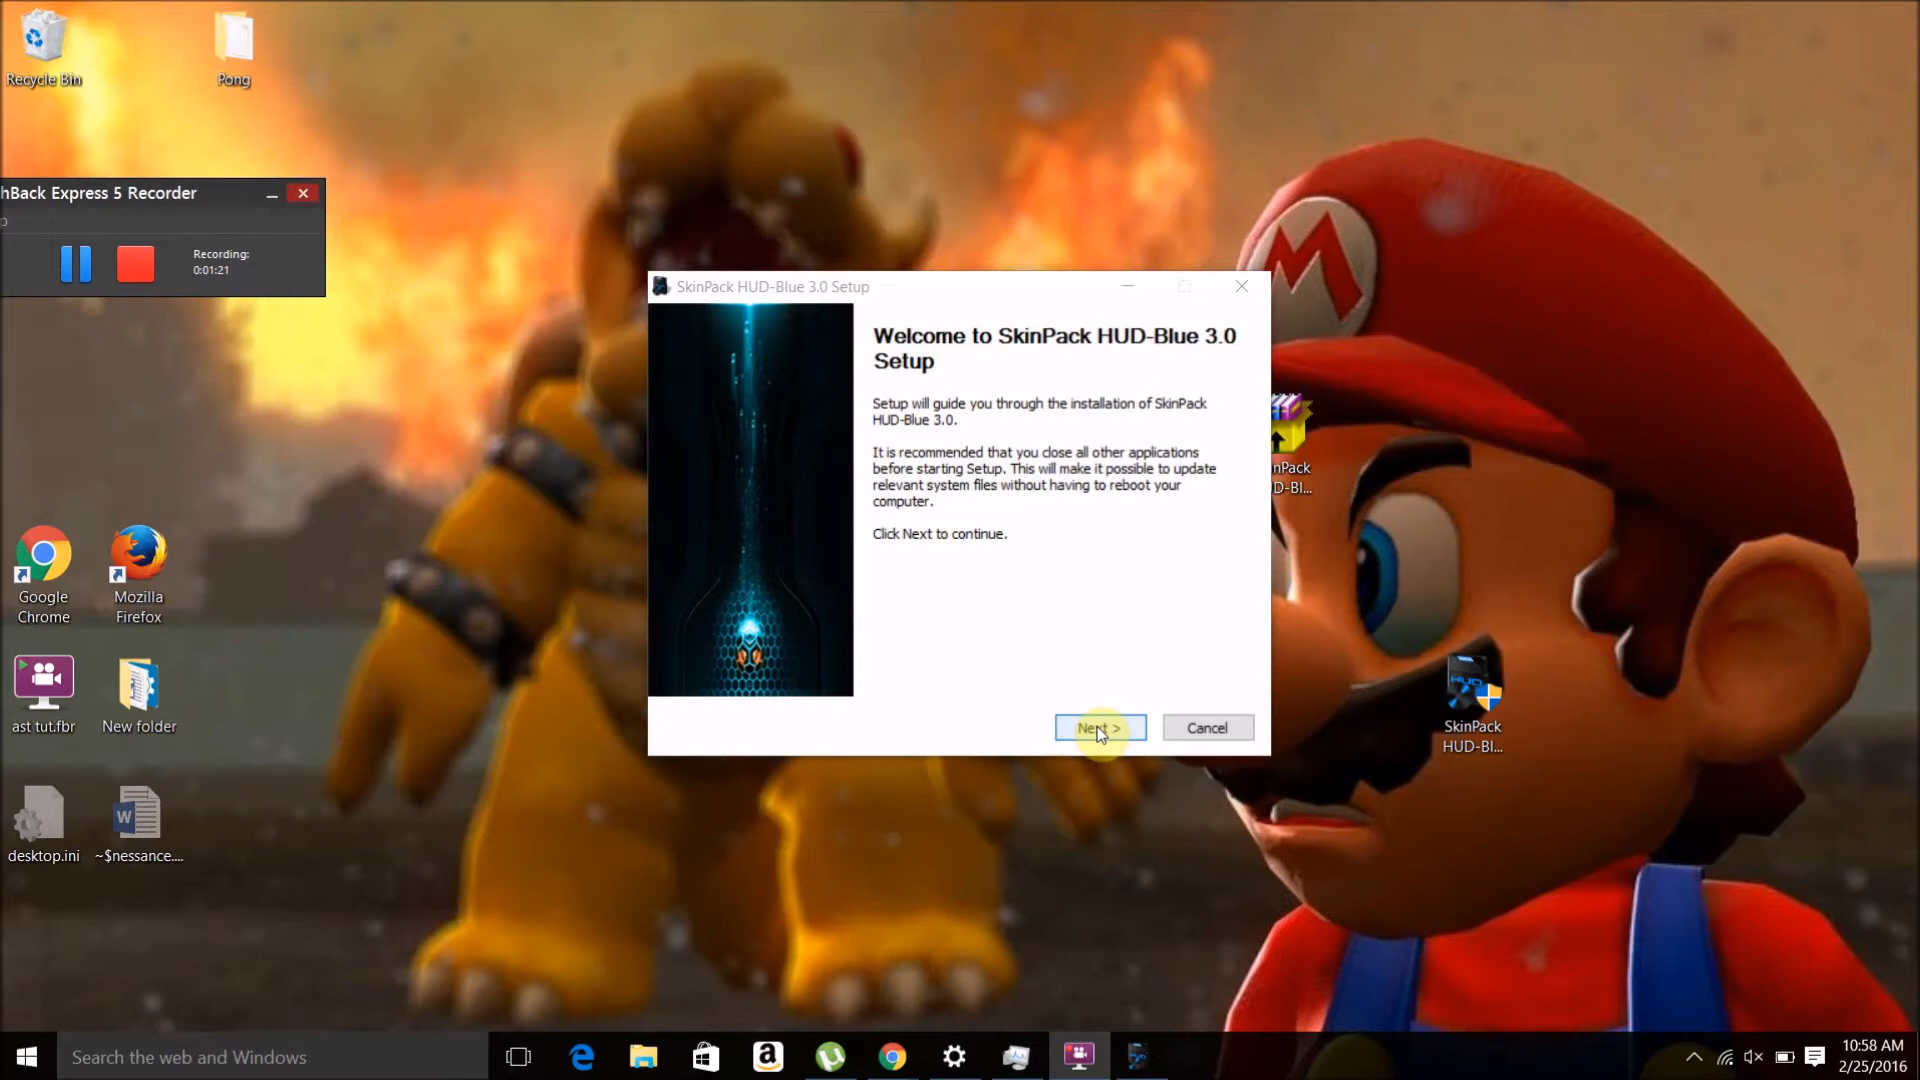 Recycle Bin
Pong
hBack Express 5 Recorder
Recording:
0:01:21
SkinPack HUD-Blue 3.0 Setup
Welcome to SkinPack HUD-Blue 3.0
Setup
Setup will guide you through the installation of SkinPack
HUD-Blue 3.0.
It is recommended that you close all other applications
before starting Setup. This will make it possible to update
relevant system files without having to reboot your
computer.
Click Next to continue.
Next >
Cancel
M
nPack
D-Bl...
Google
Chrome
Mozilla
Firefox
ast tut.fbr
New folder
HUD
SkinPack
HUD-Bl...
desktop.ini
~$nessance....
Search the web and Windows
10:58 AM
2/25/2016